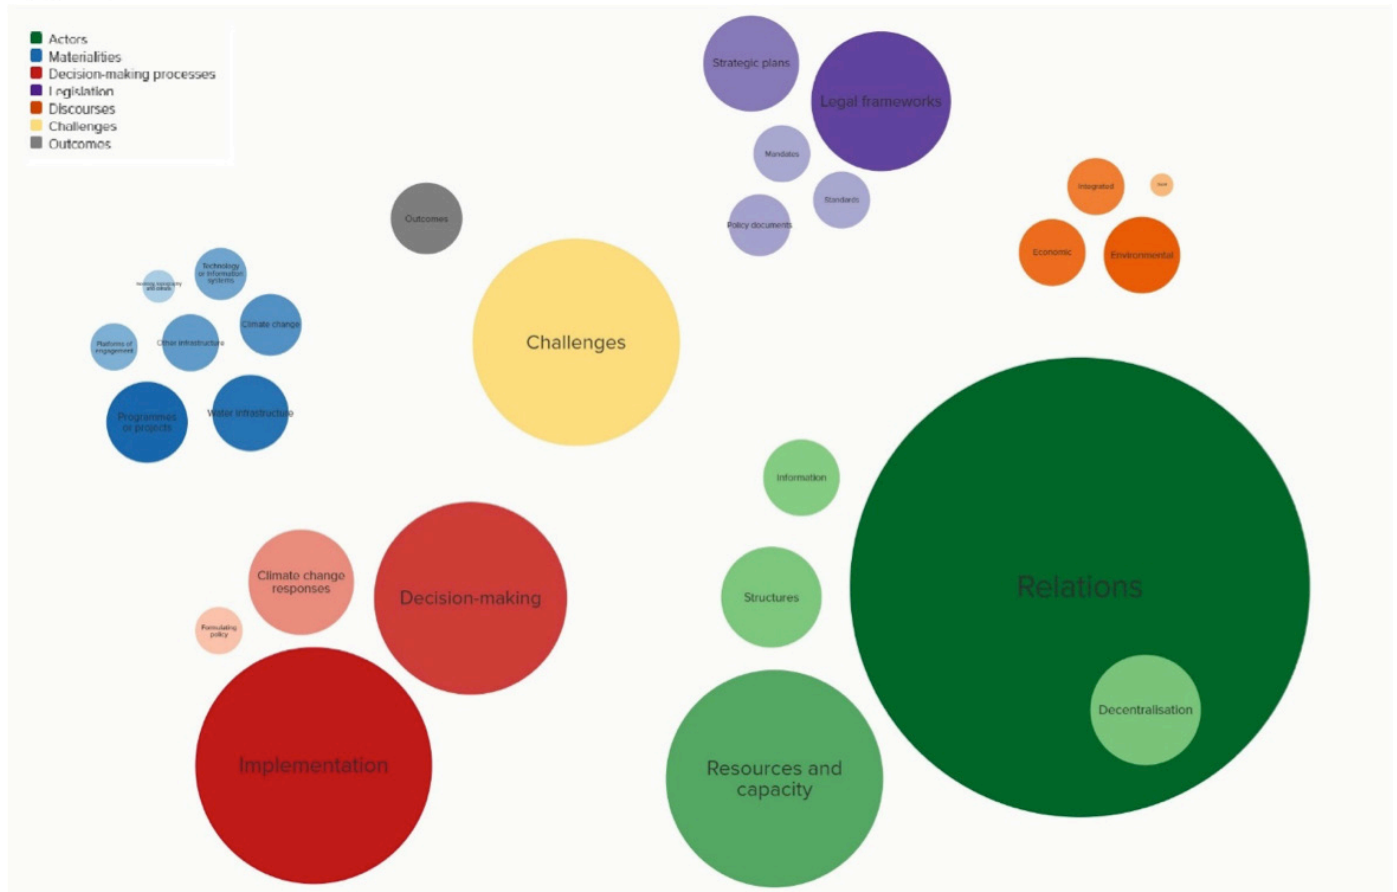 Actors
Materialities
Decision-making processes
Legislation
Discourses
Challenges
Outcomes
Strategic plans
Legal frameworks
Mandates
Standards
Policy documents
Integrated
Economic
Environmental
Outcomes
Technology
or information
systems
Climate change
Platforms of
engagement
Other infrastructure
Programmes
or projects
Water infrastructure
Challenges
Information
Structures
Relations
Decentralisation
Resources and
capacity
Climate change
responses
Decision-making
Formulating
policy
Implementation